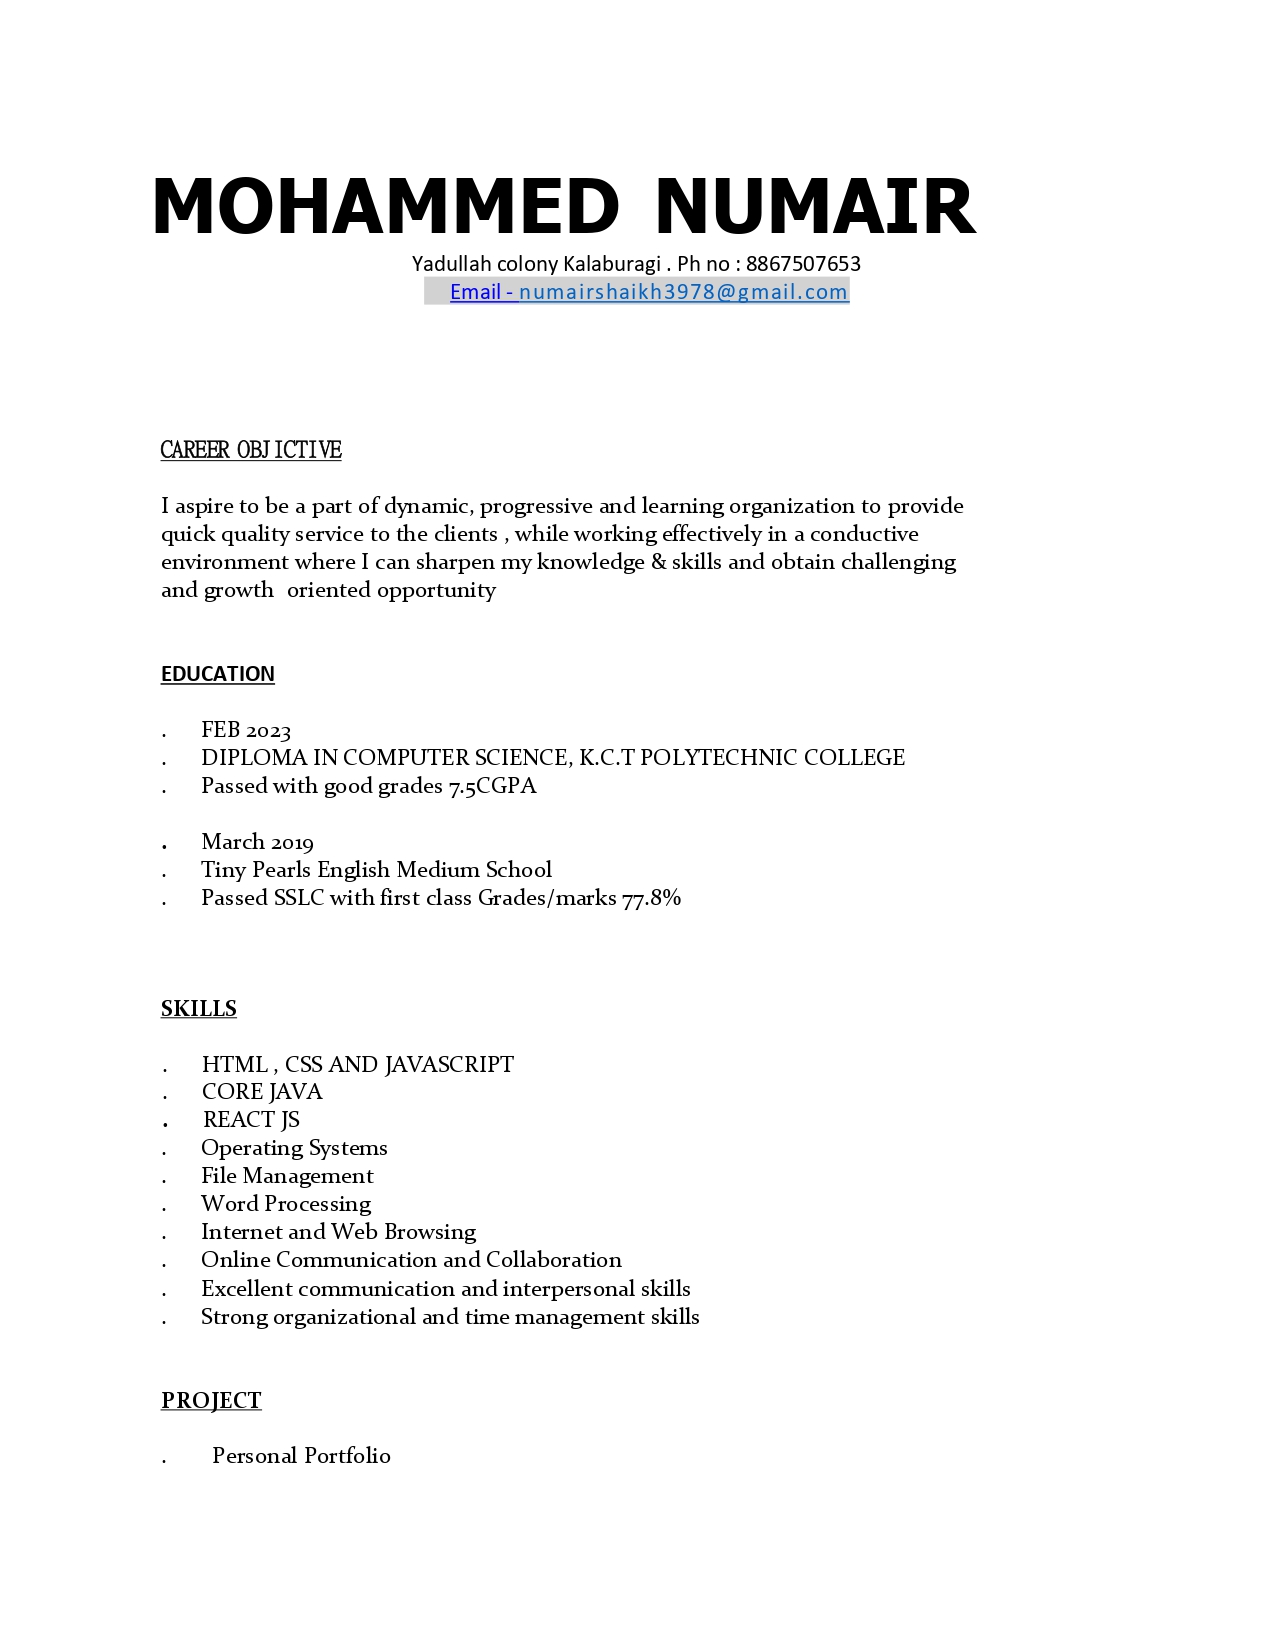 MOHAMMED NUMAIR
Yadullah colony Kalaburagi . Ph no : 8867507653
Email - numairshaikh3978@gmail.com
CAREER OBJICTIVE
I aspire to be a part of dynamic, progressive and learning organization to provide
quick quality service to the clients , while working effectively in a conductive
environment where I can sharpen my knowledge & skills and obtain challenging
and growth  oriented opportunity
EDUCATION
. FEB 2023
. DIPLOMA IN COMPUTER SCIENCE, K.C.T POLYTECHNIC COLLEGE
. Passed with good grades 7.5CGPA
. March 2019
. Tiny Pearls English Medium School
. Passed SSLC with first class Grades/marks 77.8%
SKILLS
. HTML , CSS AND JAVASCRIPT
. CORE JAVA
. REACT JS
. Operating Systems
. File Management
. Word Processing
. Internet and Web Browsing
. Online Communication and Collaboration
. Excellent communication and interpersonal skills
. Strong organizational and time management skills
PROJECT
. Personal Portfolio